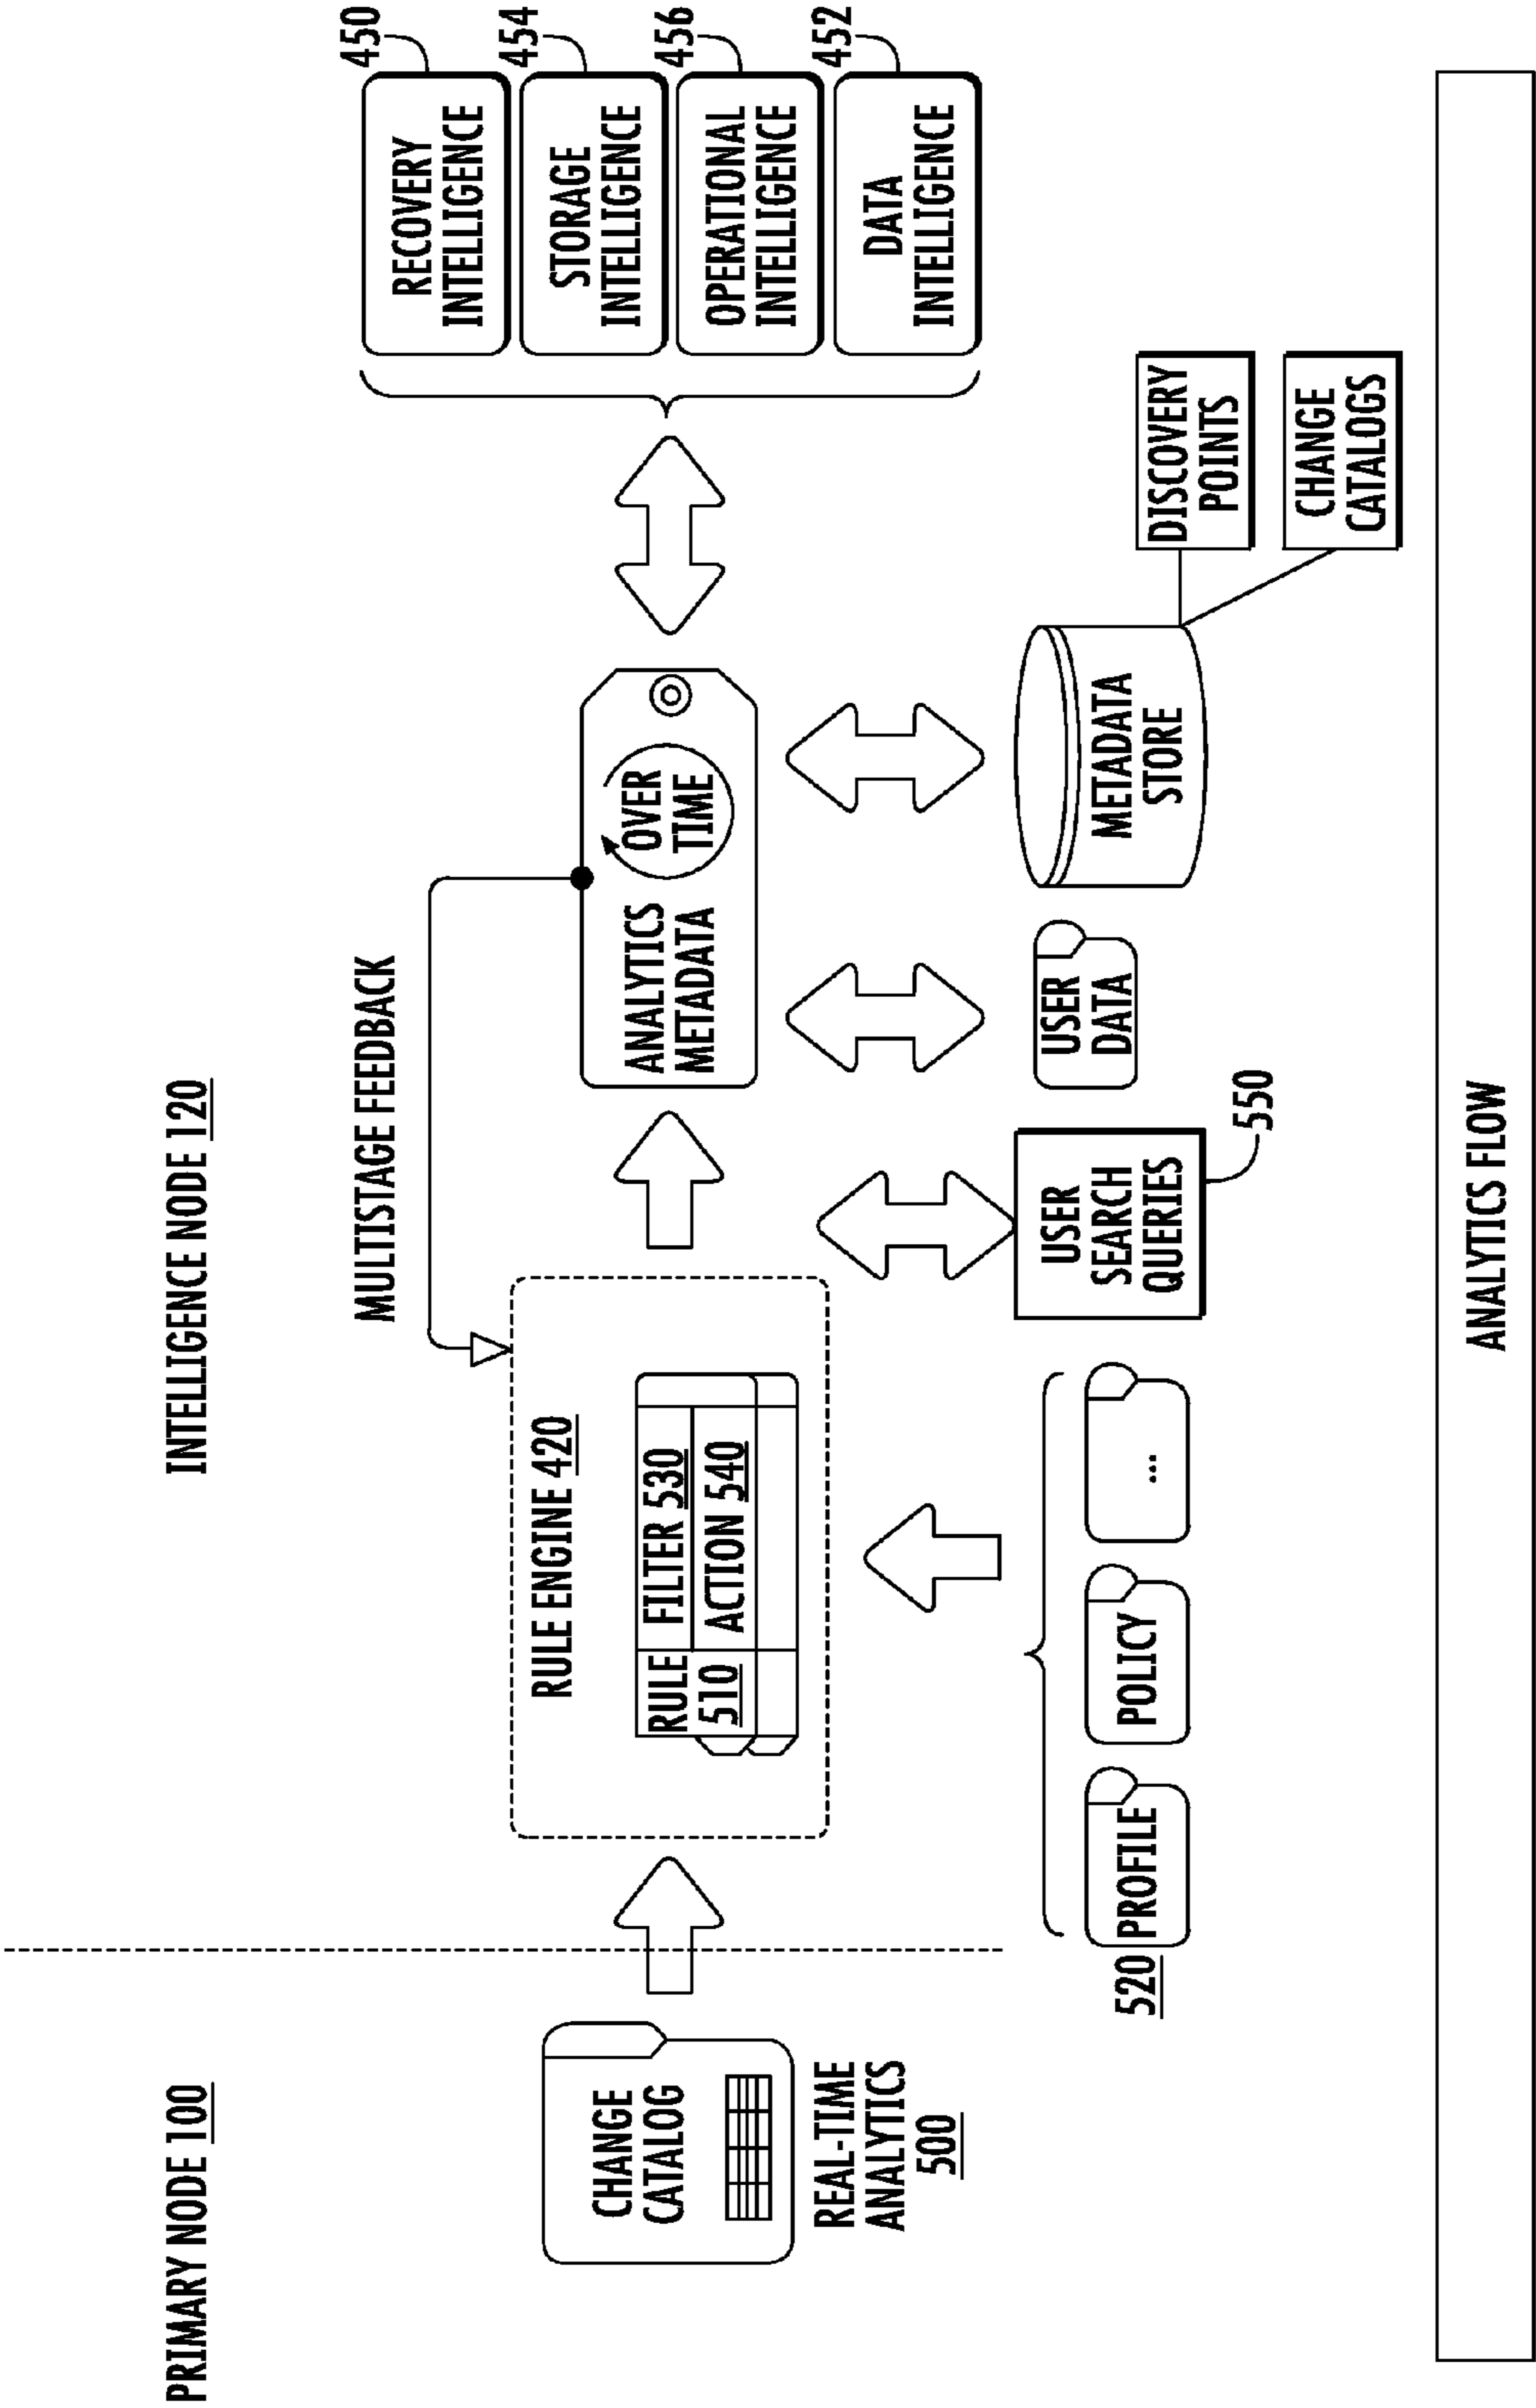 PRIMARY NODE 100
INTELLIGENCE NODE 120
MULTISTAGE FEEDBACK
CHANGE
CATALOG
REAL-TIME
ANALYTICS
500
RULE ENGINE 420
RULE
510
FILTER 530
ACTION 540
ANALYTICS
METADATA
OVER
TIME
RECOVERY
INTELLIGENCE
450
STORAGE
INTELLIGENCE
454
OPERATIONAL
INTELLIGENCE
456
DATA
INTELLIGENCE
452
520
PROFILE
POLICY
...
USER
SEARCH
QUERIES
550
USER
DATA
METADATA
STORE
DISCOVERY
POINTS
CHANGE
CATALOGS
ANALYTICS FLOW